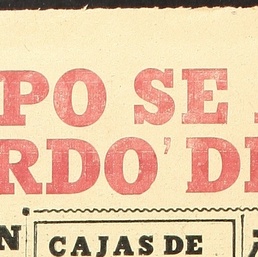 PO SE
RDO' DE
N
CAJAS DE